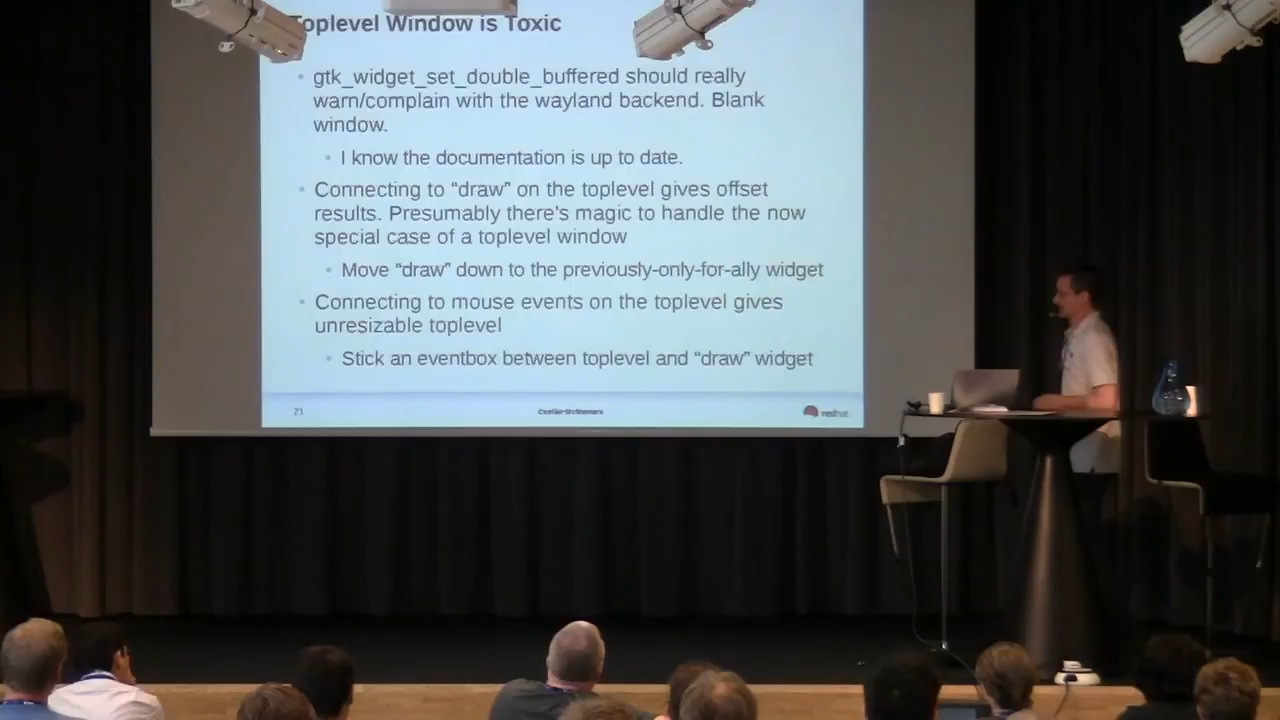 Toplevel Window is Toxic
• gtk_widget_set_double_buffered should really
warn/complain with the wayland backend. Blank
window.
• I know the documentation is up to date.
• Connecting to “draw” on the toplevel gives offset
results. Presumably there's magic to handle the now
special case of a toplevel window
• Move “draw” down to the previously-only-for-ally widget
• Connecting to mouse events on the toplevel gives
unresizable toplevel
• Stick an eventbox between toplevel and “draw” widget
21
redhat